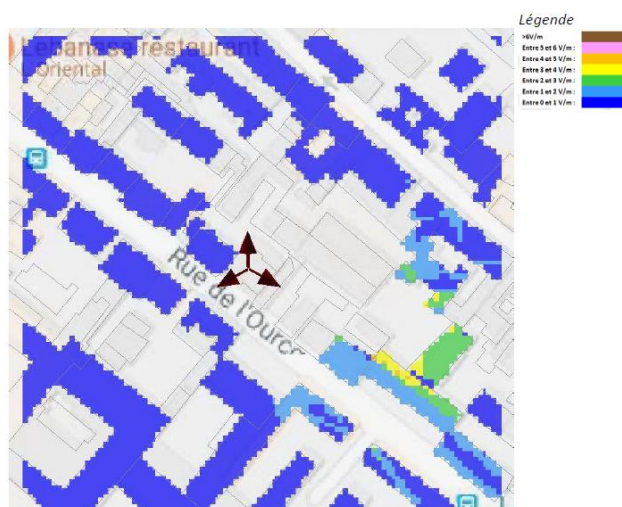 Légende
>6V/m
Entre 5 et 6 V/m :
Entre 4 et 5 V/m :
Entre 3 et 4 V/m :
Entre 2 et 3 V/m :
Entre 1 et 2 V/m :
Entre 0 et 1 V/m :
Lebanese restaurant
L'oriental
Rue de l'Ourcq